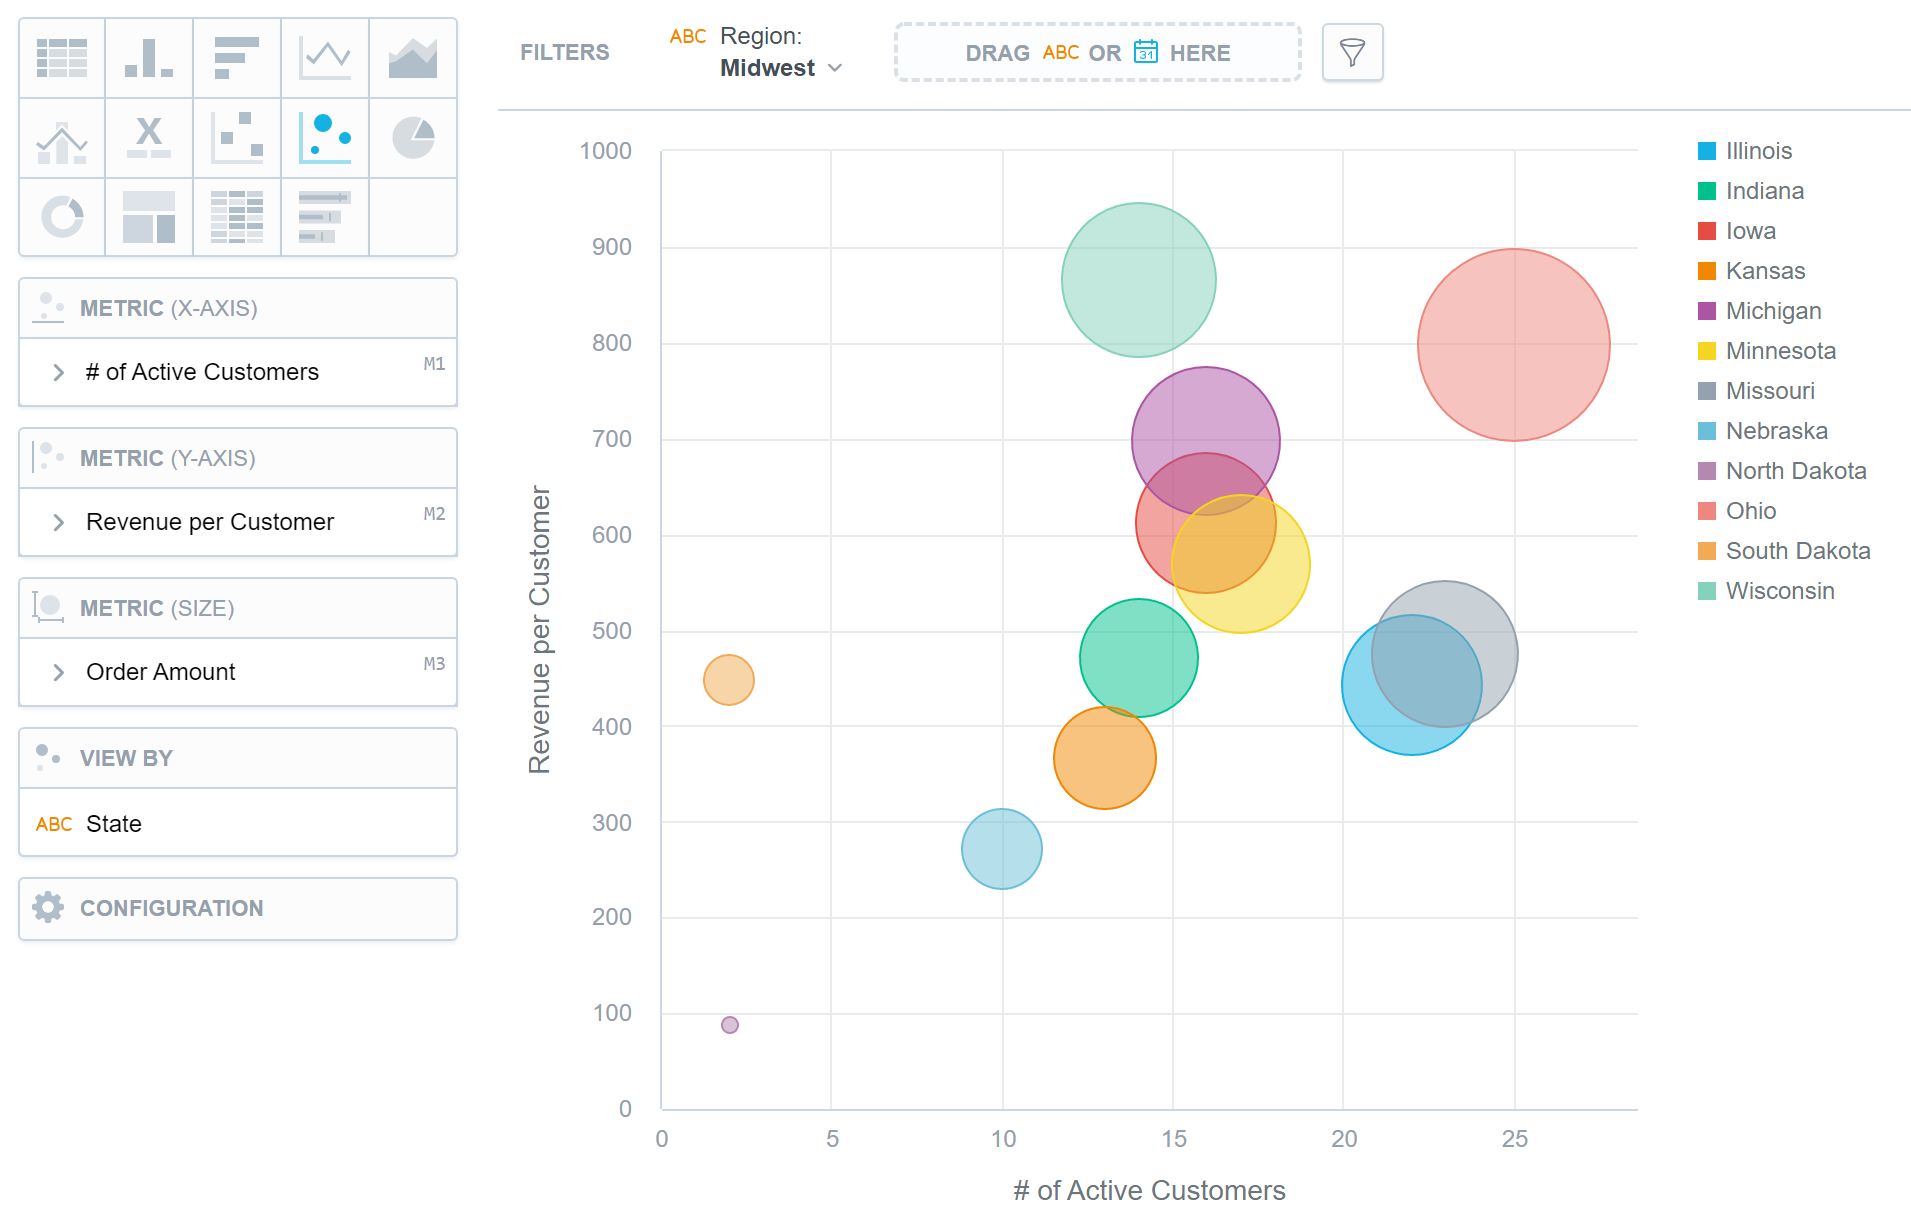 FILTERS
ABC Region:
Midwest
DRAG ABC OR 31 HERE
X
METRIC (X-AXIS)
# of Active Customers M1
METRIC (Y-AXIS)
Revenue per Customer M2
METRIC (SIZE)
Order Amount M3
VIEW BY
ABC State
CONFIGURATION
Revenue per Customer
1000
900
800
700
600
500
400
300
200
100
0
0 5 10 15 20 25
# of Active Customers
Illinois
Indiana
Iowa
Kansas
Michigan
Minnesota
Missouri
Nebraska
North Dakota
Ohio
South Dakota
Wisconsin